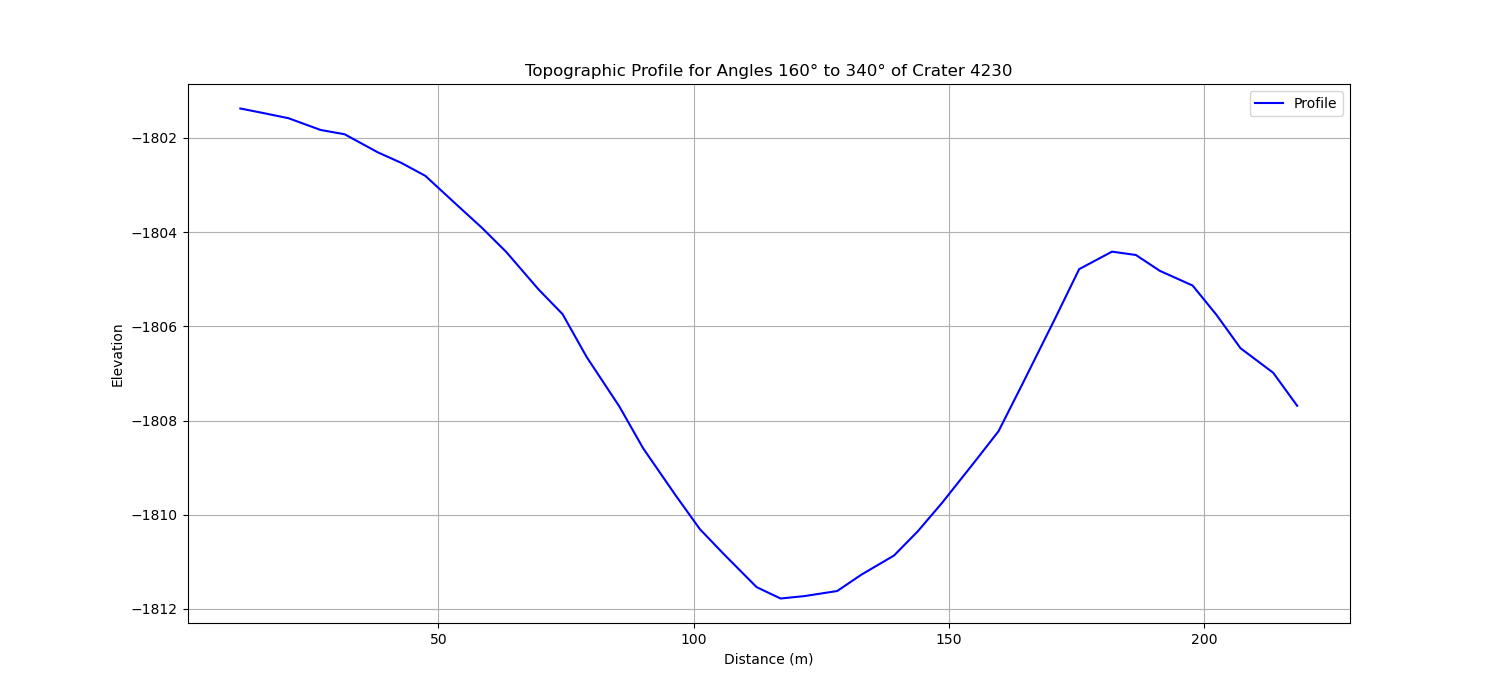 Topographic Profile for Angles 160° to 340° of Crater 4230
Profile
−1802
−1804
−1806
−1808
−1810
−1812
Elevation
50 100 150 200
Distance (m)